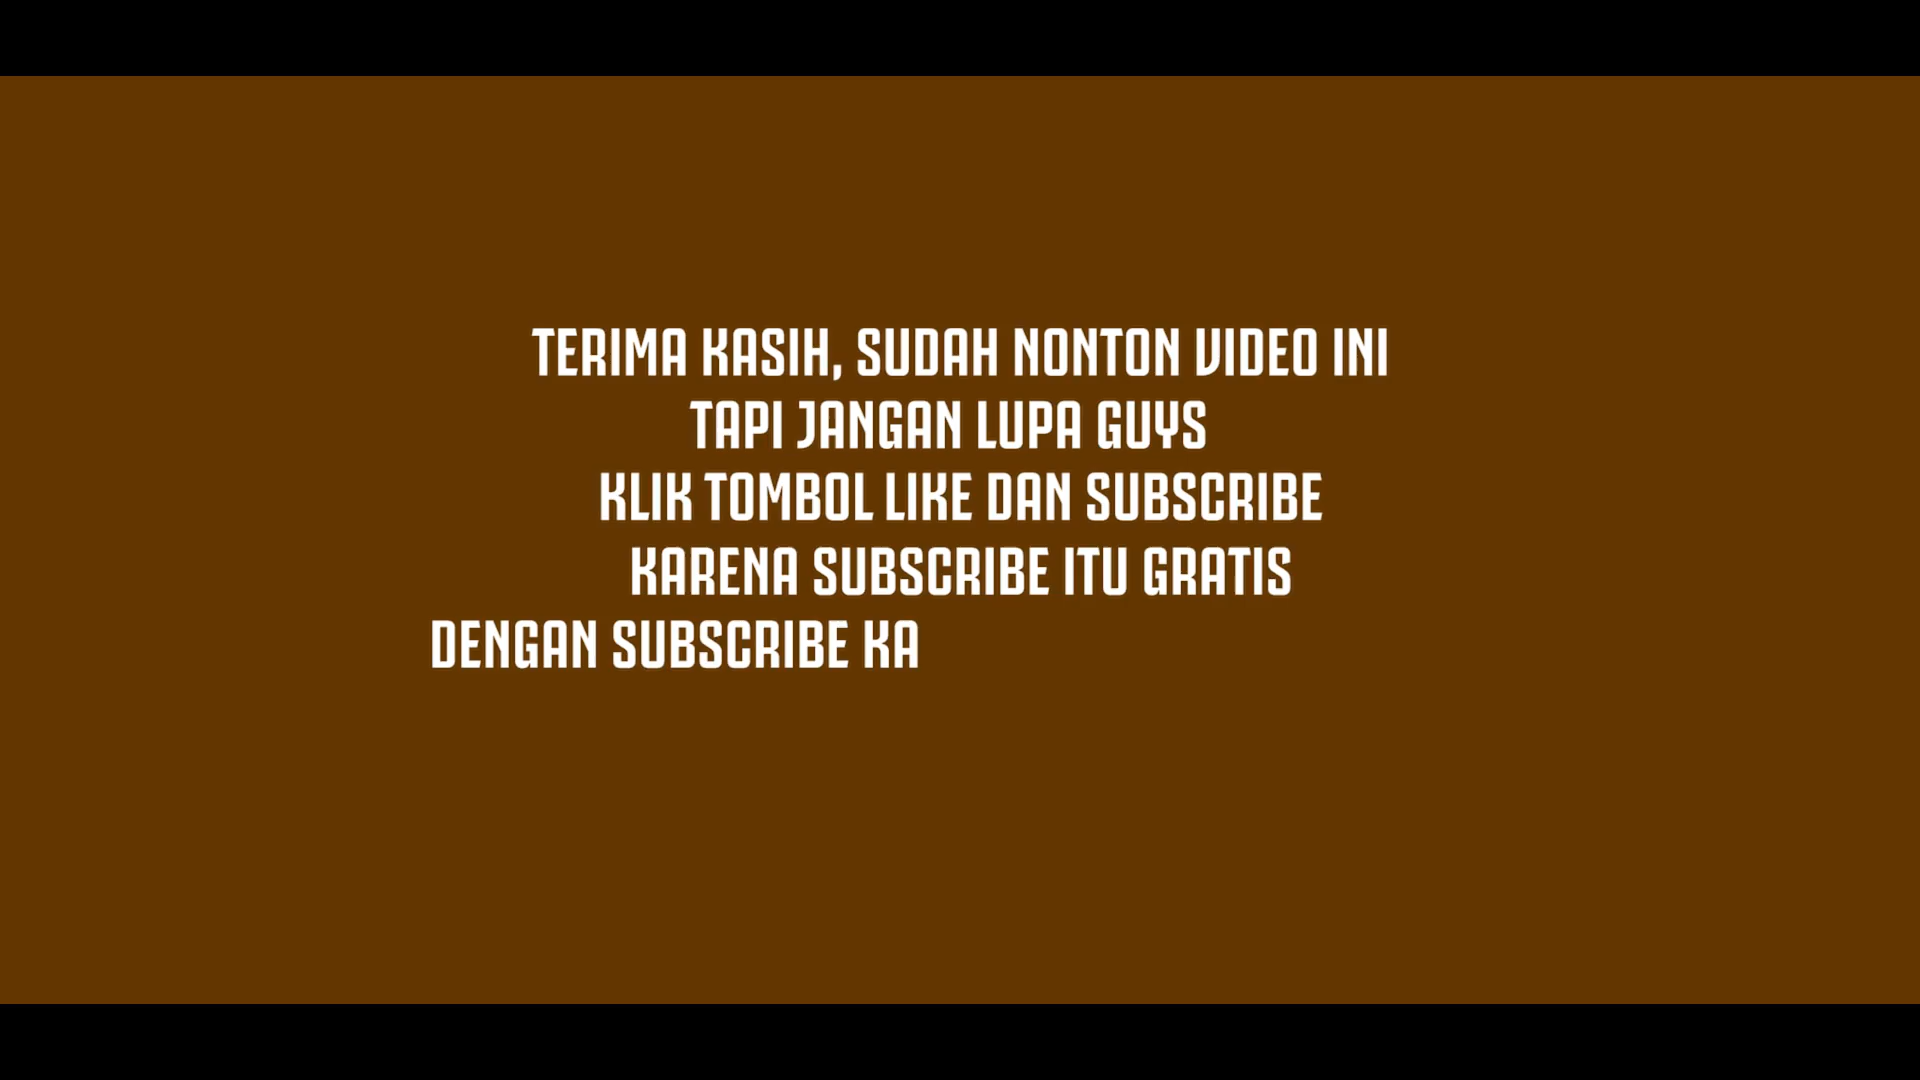 TERIMA KASIH, SUDAH NONTON VIDEO INI
TAPI JANGAN LUPA GUYS
KLIK TOMBOL LIKE DAN SUBSCRIBE
KARENA SUBSCRIBE ITU GRATIS
DENGAN SUBSCRIBE KA